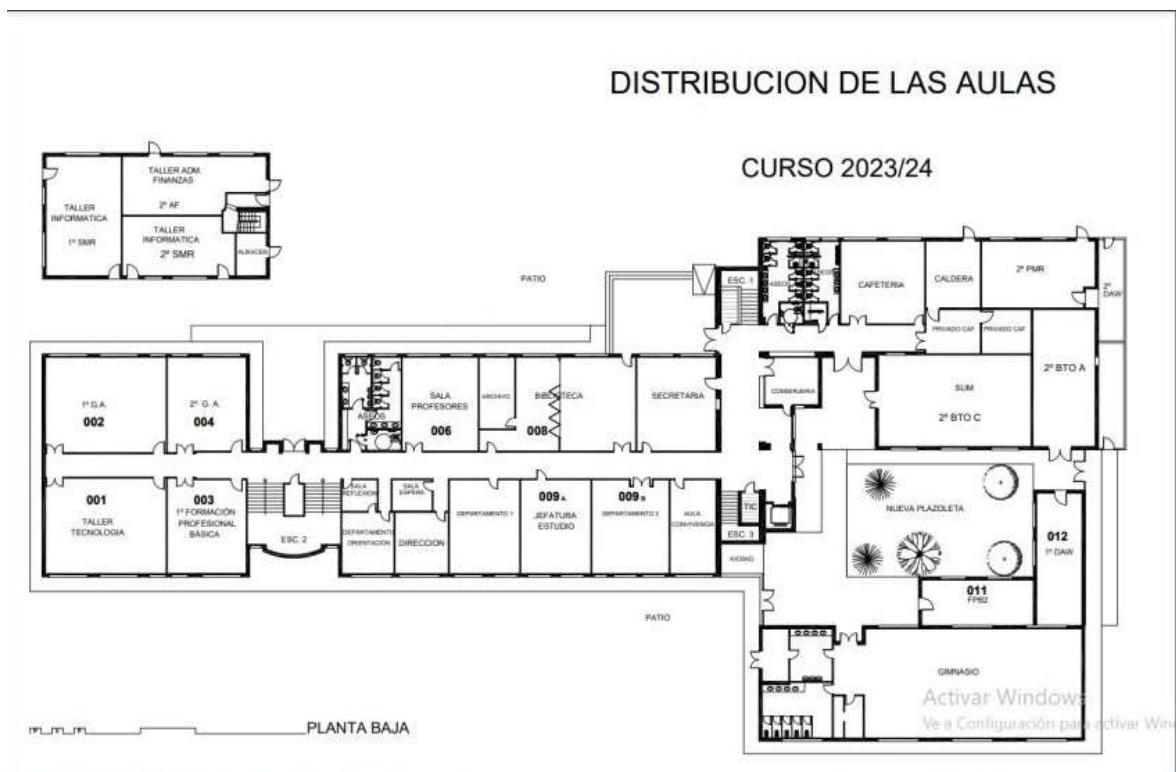 DISTRIBUCION DE LAS AULAS
CURSO 2023/24
TALLER ADM.
FINANZAS
2º AF
TALLER
INFORMATICA
1º SMR
TALLER
INFORMATICA
2º SMR
ALMACEN
PATIO
ESC. 1
ASEOS
CAFETERIA
CALDERA
2º PMR
2º
DAW
PRIVADO CAF.
PRIVADO CAF.
2º BTO A
CONSERJERIA
SUM
2º BTO C
1º G.A.
002
2º G. A.
004
ASEOS
SALA
PROFESORES
006
ARCHIVO
BIBLIOTECA
008
SECRETARIA
001
TALLER
TECNOLOGIA
003
1º FORMACIÓN
PROFESIONAL
BÁSICA
ESC. 2
SALA
REFLEXION
SALA
ESPERA
DEPARTAMENTO
ORIENTACIÓN
DIRECCION
DEPARTAMENTO 1
009 A
JEFATURA
ESTUDIO
009 B
DEPARTAMENTO 2
AULA
CONVIVENCIA
TIC
ESC. 3
KIOSKO
NUEVA PLAZOLETA
012
1º DAW
011
FPB2
PATIO
GIMNASIO
Activar Windows
Ve a Configuración para activar Win
PLANTA BAJA